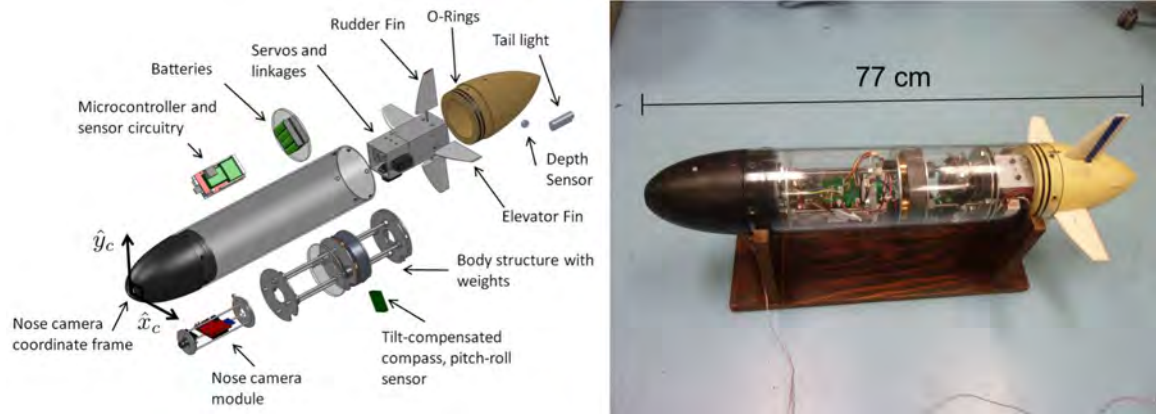 O-Rings
Rudder Fin
Tail light
Servos and
linkages
Batteries
Microcontroller and
sensor circuitry
Depth
Sensor
Elevator Fin
ŷc
Body structure with
weights
x̂c
Nose camera
coordinate frame
Tilt-compensated
compass, pitch-roll
sensor
Nose camera
module
77 cm